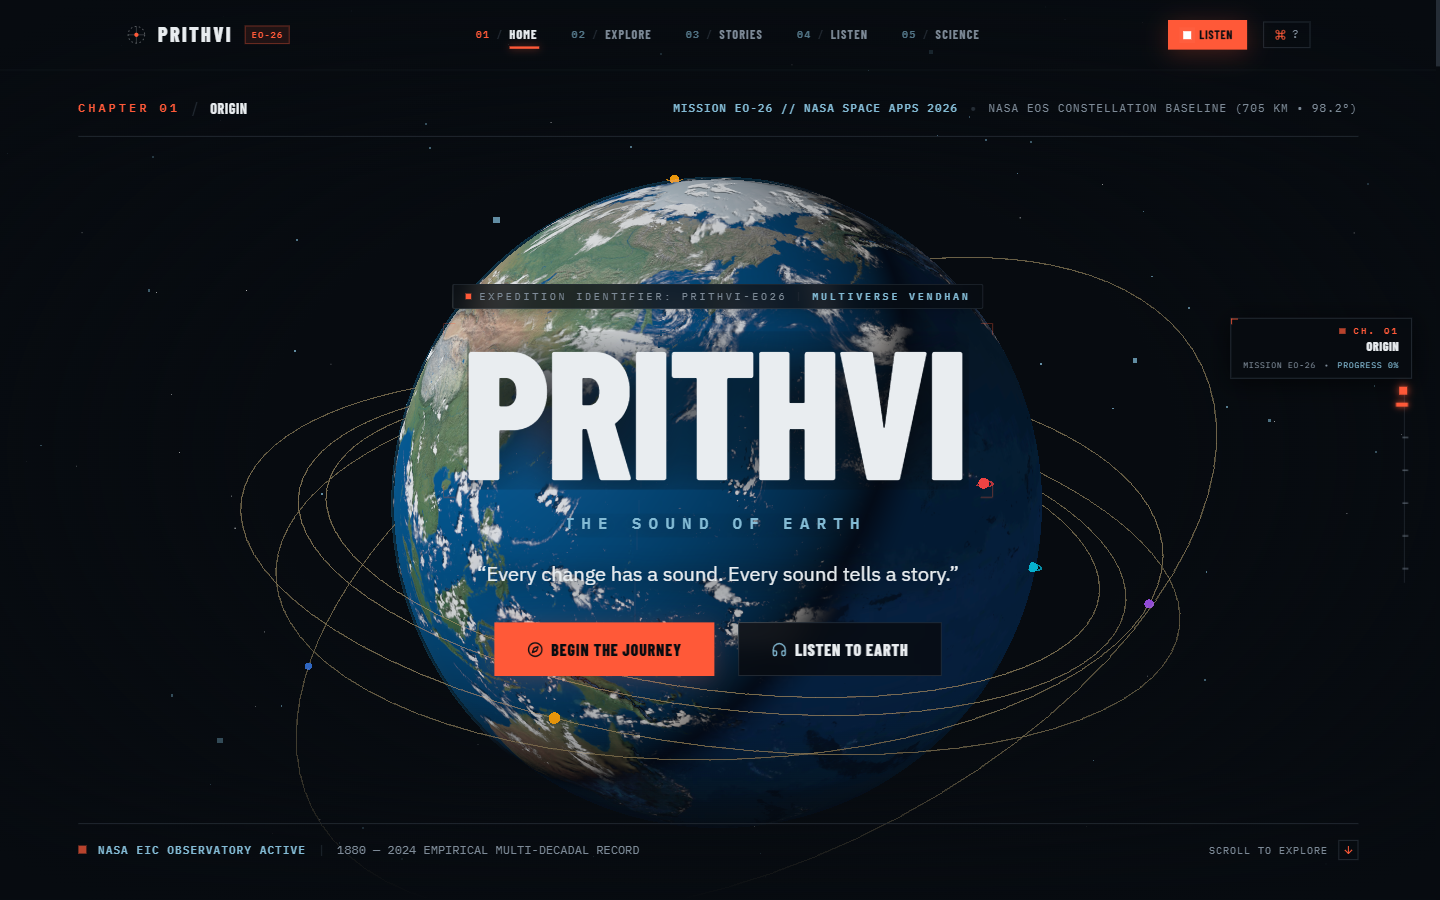 PRITHVI EO-26
01 / HOME 02 / EXPLORE 03 / STORIES 04 / LISTEN 05 / SCIENCE
LISTEN
⌘ ?
CHAPTER 01 / ORIGIN
MISSION EO-26 // NASA SPACE APPS 2026 • NASA EOS CONSTELLATION BASELINE (705 KM • 98.2°)
EXPEDITION IDENTIFIER: PRITHVI-EO26 | MULTIVERSE VENDHAN
CH. 01
ORIGIN
MISSION EO-26 • PROGRESS 0%
PRITHVI
THE SOUND OF EARTH
“Every change has a sound. Every sound tells a story.”
BEGIN THE JOURNEY
LISTEN TO EARTH
NASA EIC OBSERVATORY ACTIVE | 1880 — 2024 EMPIRICAL MULTI-DECADAL RECORD
SCROLL TO EXPLORE ↓